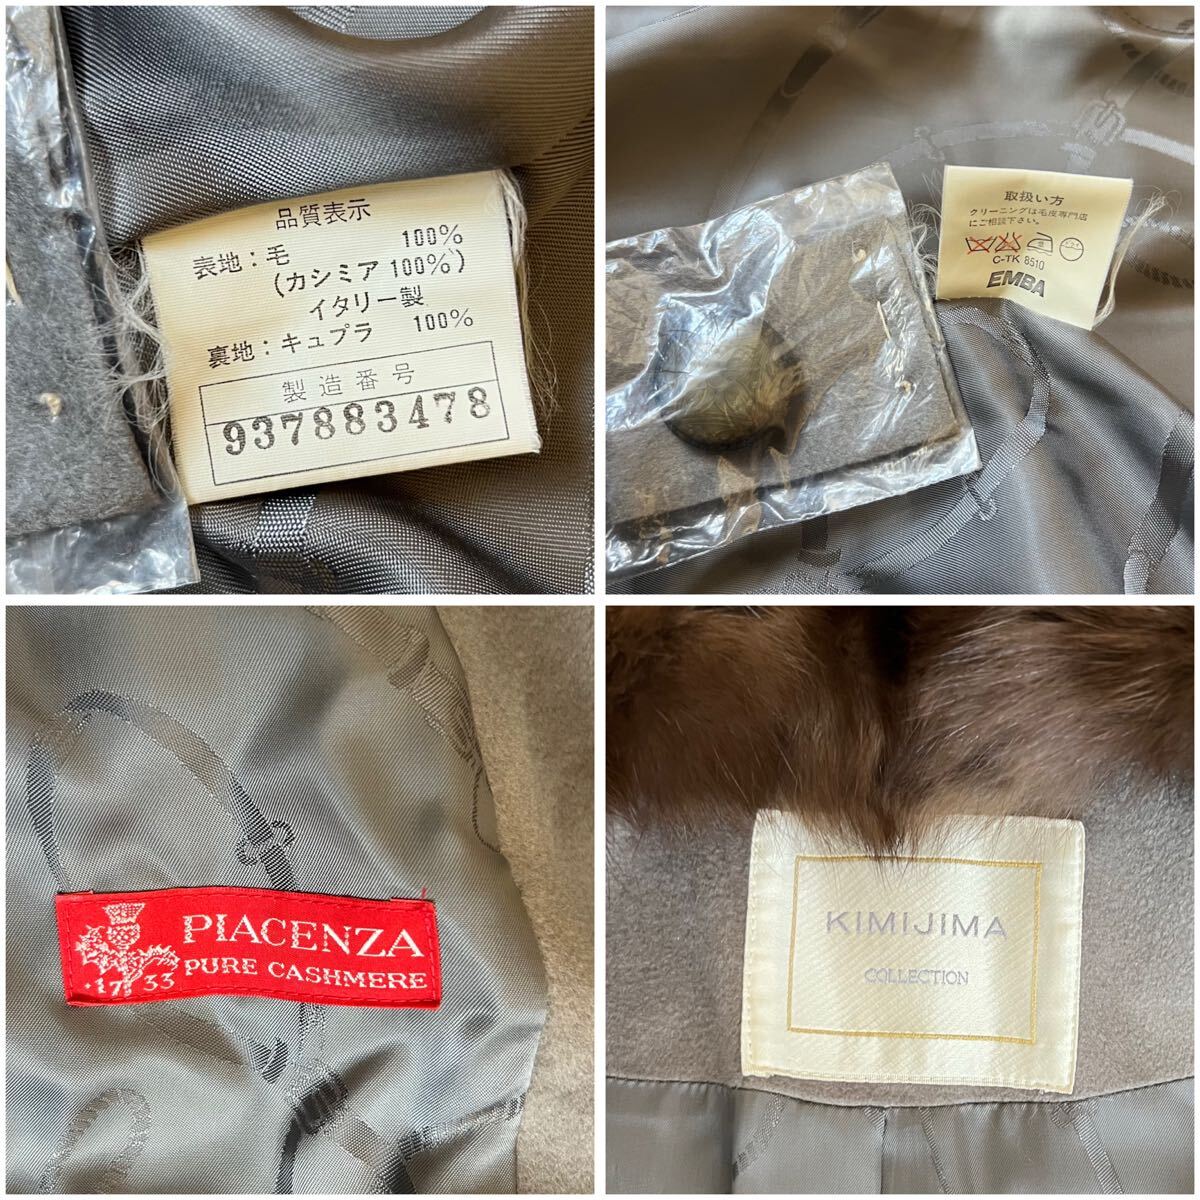 品質表示
表地：毛 100%
(カシミア 100%)
イタリー製
裏地：キュプラ 100%
製造番号
937883478
取扱い方
クリーニングは毛皮専門店
にご相談下さい。
C-TK 8510
EMBA
PIACENZA
PURE CASHMERE
・1733
KIMIJIMA
COLLECTION